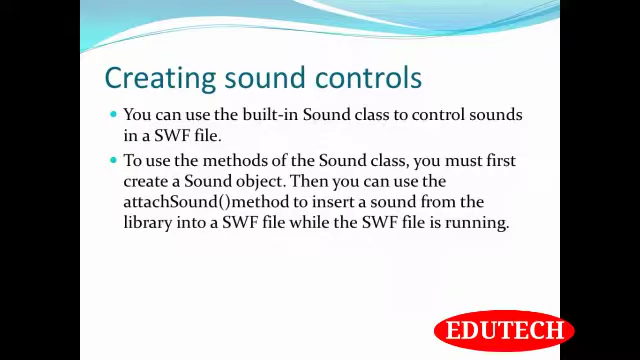 Creating sound controls
You can use the built-in Sound class to control sounds
in a SWF file.
To use the methods of the Sound class, you must first
create a Sound object. Then you can use the
attachSound()method to insert a sound from the
library into a SWF file while the SWF file is running.
EDUTECH